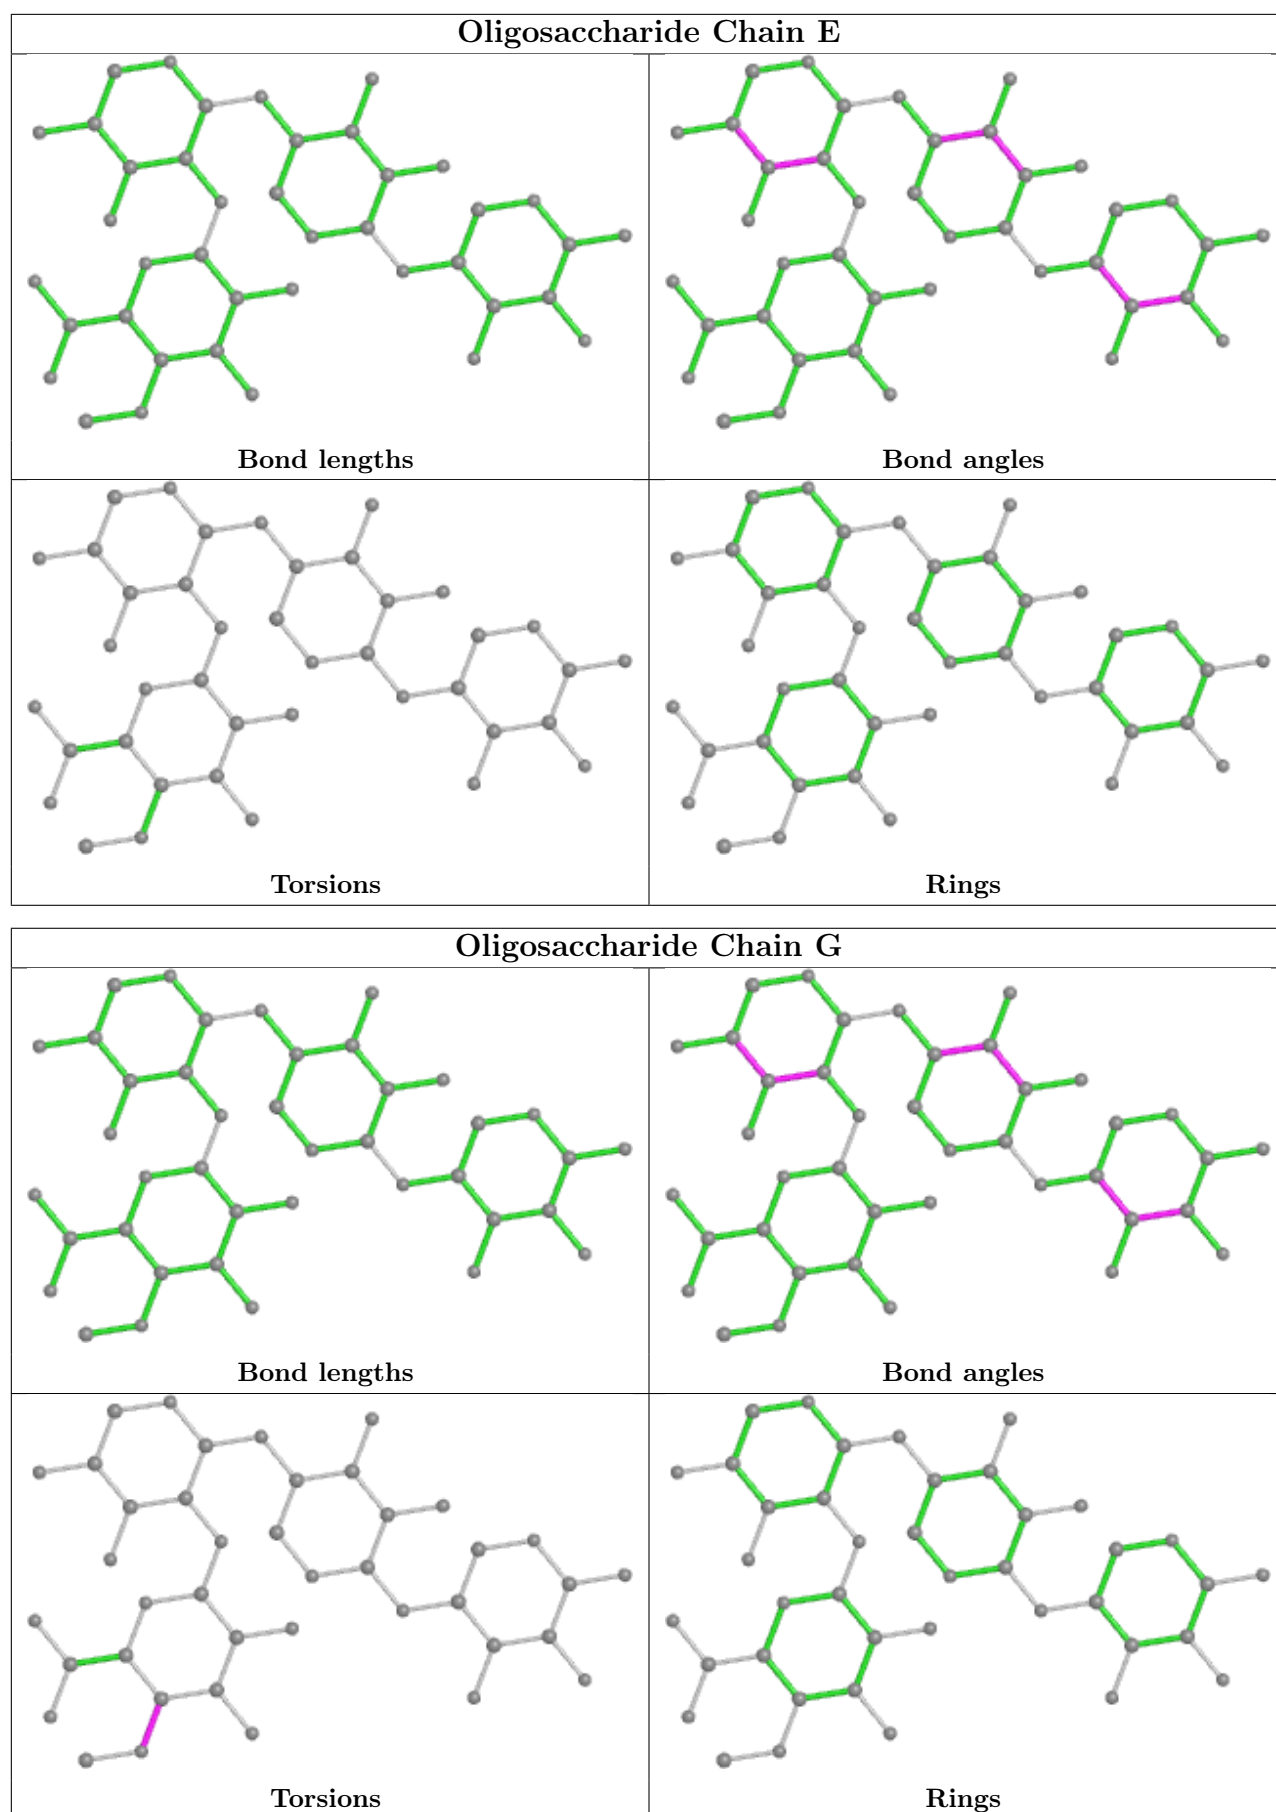 Oligosaccharide Chain E
Bond lengths
Bond angles
Torsions
Rings
Oligosaccharide Chain G
Bond lengths
Bond angles
Torsions
Rings